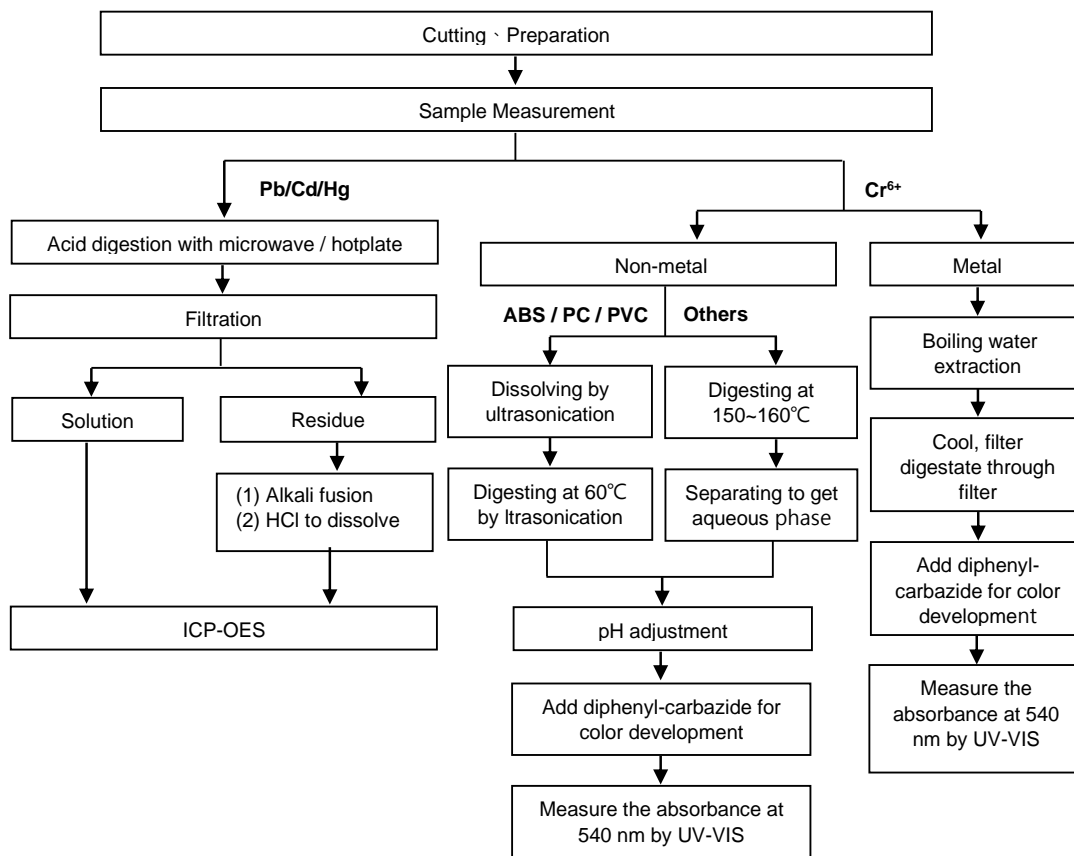 Cutting、Preparation
Sample Measurement
Pb/Cd/Hg
Cr⁶⁺
Acid digestion with microwave / hotplate
Non-metal
Metal
Filtration
ABS / PC / PVC
Others
Boiling water
extraction
Solution
Residue
Dissolving by
ultrasonication
Digesting at
150~160℃
Cool, filter
digestate through
filter
(1) Alkali fusion
(2) HCl to dissolve
Digesting at 60℃
by ltrasonication
Separating to get
aqueous phase
Add diphenyl-
carbazide for color
development
ICP-OES
pH adjustment
Measure the
absorbance at 540
nm by UV-VIS
Add diphenyl-carbazide for
color development
Measure the absorbance at
540 nm by UV-VIS